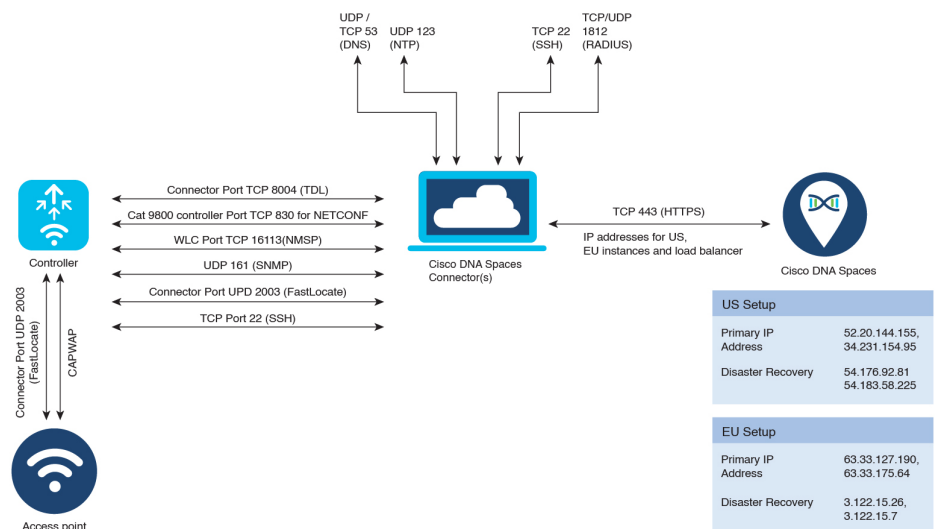 UDP /
TCP 53
(DNS)
UDP 123
(NTP)
TCP 22
(SSH)
TCP/UDP
1812
(RADIUS)
Connector Port TCP 8004 (TDL)
Cat 9800 controller Port TCP 830 for NETCONF
WLC Port TCP 16113(NMSP)
UDP 161 (SNMP)
Connector Port UPD 2003 (FastLocate)
TCP Port 22 (SSH)
Controller
Connector Port UDP 2003
(FastLocate)
CAPWAP
Access point
Cisco DNA Spaces
Connector(s)
TCP 443 (HTTPS)
IP addresses for US,
EU instances and load balancer
Cisco DNA Spaces
US Setup
Primary IP
Address
52.20.144.155,
34.231.154.95
Disaster Recovery
54.176.92.81
54.183.58.225
EU Setup
Primary IP
Address
63.33.127.190,
63.33.175.64
Disaster Recovery
3.122.15.26,
3.122.15.7